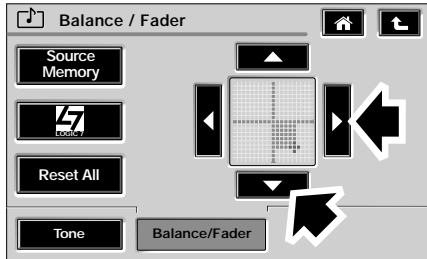 Balance / Fader
Source
Memory
LOGIC 7
Reset All
Tone
Balance/Fader